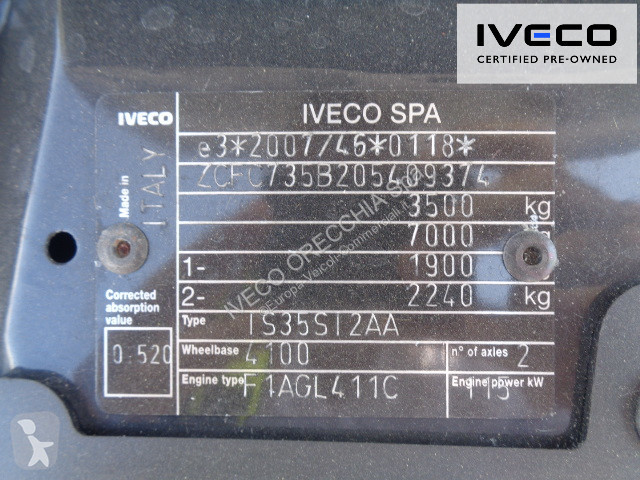 IVECO
CERTIFIED PRE-OWNED
IVECO IVECO SPA
e3*2007/46*0118*
ZCFC735B205409374
3500 kg
7000
1- 1900
2- 2240 kg
Made in ITALY
Corrected absorption value
0.520
Type IS35SI2AA
Wheelbase 4100 n° of axles 2
Engine type F1AGL411C Engine power kW
IVECO ORECCHIA S.p.A.